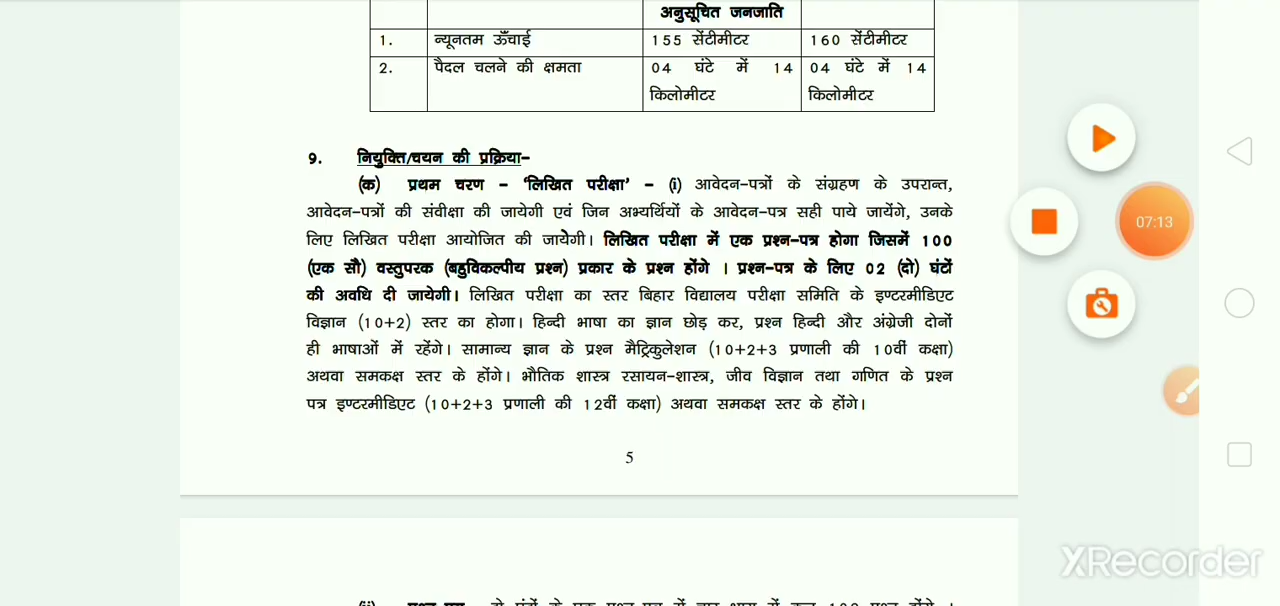 अनुसूचित जनजाति
1. न्यूनतम ऊँचाई 155 सेंटीमीटर 160 सेंटीमीटर
2. पैदल चलने की क्षमता 04 घंटे में 14 04 घंटे में 14
किलोमीटर किलोमीटर
9. नियुक्ति/चयन की प्रक्रिया-
(क) प्रथम चरण - 'लिखित परीक्षा' - (i) आवेदन-पत्रों के संग्रहण के उपरान्त,
आवेदन-पत्रों की संवीक्षा की जायेगी एवं जिन अभ्यर्थियों के आवेदन-पत्र सही पाये जायेंगे, उनके
लिए लिखित परीक्षा आयोजित की जायेगी। लिखित परीक्षा में एक प्रश्न-पत्र होगा जिसमें 100
(एक सौ) वस्तुपरक (बहुविकल्पीय प्रश्न) प्रकार के प्रश्न होंगे । प्रश्न-पत्र के लिए 02 (दो) घंटों
की अवधि दी जायेगी। लिखित परीक्षा का स्तर बिहार विद्यालय परीक्षा समिति के इण्टरमीडिएट
विज्ञान (10+2) स्तर का होगा। हिन्दी भाषा का ज्ञान छोड़ कर, प्रश्न हिन्दी और अंग्रेजी दोनों
ही भाषाओं में रहेंगे। सामान्य ज्ञान के प्रश्न मैट्रिकुलेशन (10+2+3 प्रणाली की 10वीं कक्षा)
अथवा समकक्ष स्तर के होंगे। भौतिक शास्त्र रसायन-शास्त्र, जीव विज्ञान तथा गणित के प्रश्न
पत्र इण्टरमीडिएट (10+2+3 प्रणाली की 12वीं कक्षा) अथवा समकक्ष स्तर के होंगे।
5
07:13
XRecorder